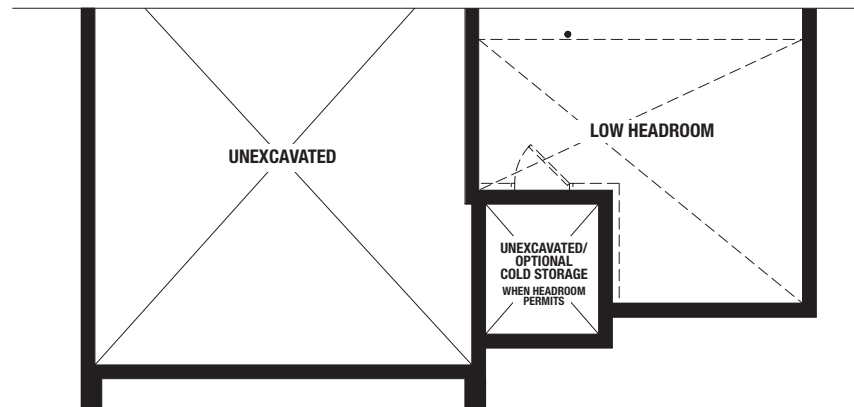 UNEXCAVATED
LOW HEADROOM
UNEXCAVATED/
OPTIONAL
COLD STORAGE
WHEN HEADROOM
PERMITS